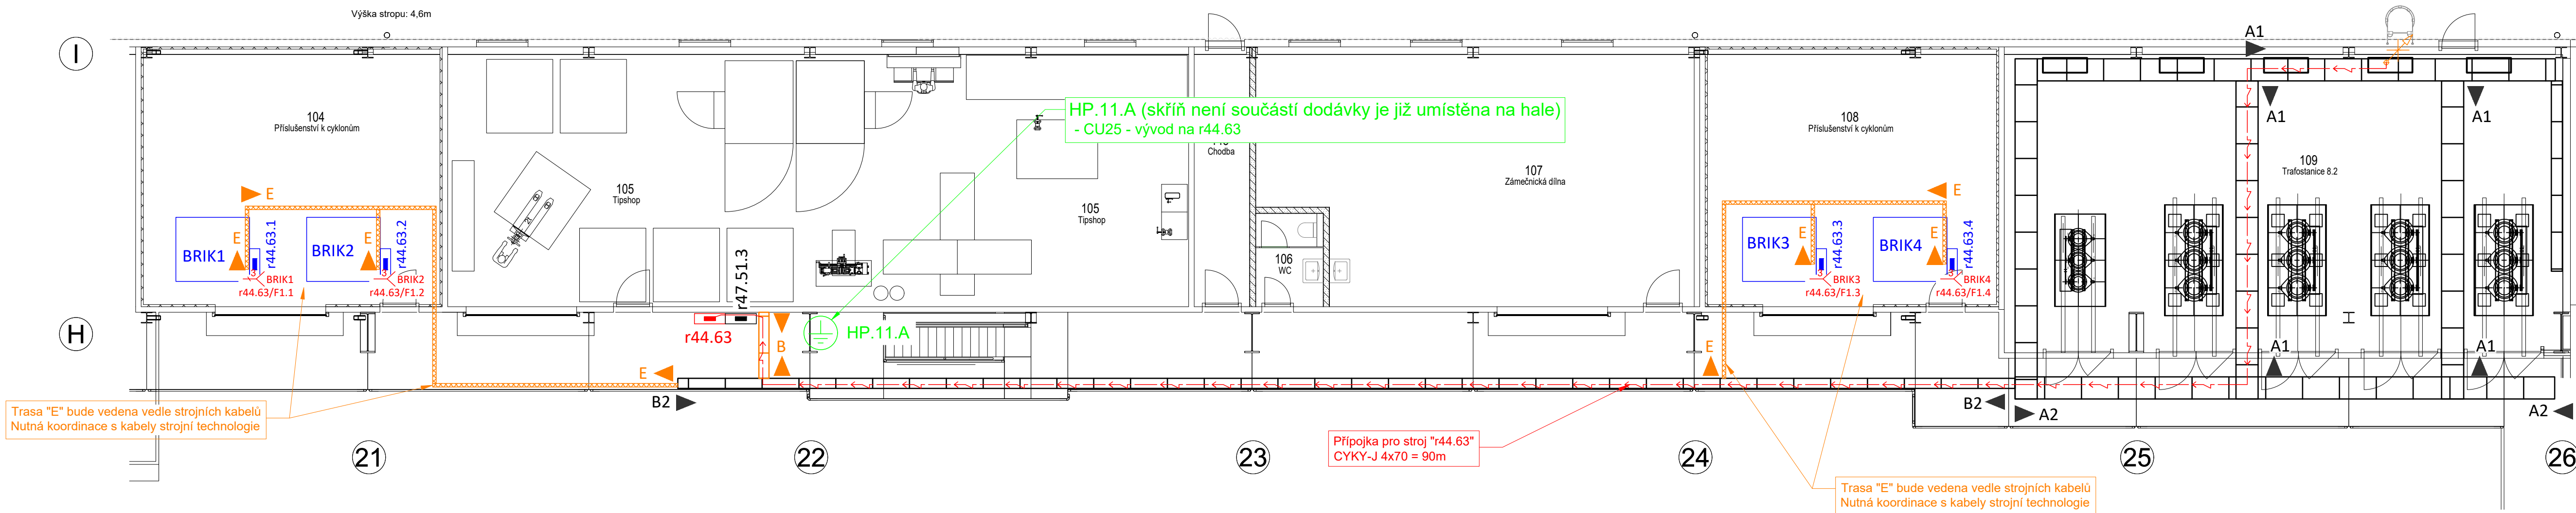 Výška stropu: 4,6m
I
H
104
Příslušenství k cyklonům
105
Tipshop
105
Tipshop
HP.11.A (skříň není součástí dodávky je již umístěna na hale)
- CU25 - vývod na r44.63
Chodba
107
Zámečnická dílna
106
WC
108
Příslušenství k cyklonům
109
Trafostanice 8.2
A1
A1
A1
A1
A1
A2
A2
B2
B2
B
E
E
E
E
E
E
E
E
BRIK1
r44.63.1
3
BRIK1
r44.63/F1.1
BRIK2
r44.63.2
3
BRIK2
r44.63/F1.2
BRIK3
r44.63.3
3
BRIK3
r44.63/F1.3
BRIK4
r44.63.4
3
BRIK4
r44.63/F1.4
r47.51.3
r44.63
HP.11.A
Trasa "E" bude vedena vedle strojních kabelů
Nutná koordinace s kabely strojní technologie
Přípojka pro stroj "r44.63"
CYKY-J 4x70 = 90m
Trasa "E" bude vedena vedle strojních kabelů
Nutná koordinace s kabely strojní technologie
21
22
23
24
25
26